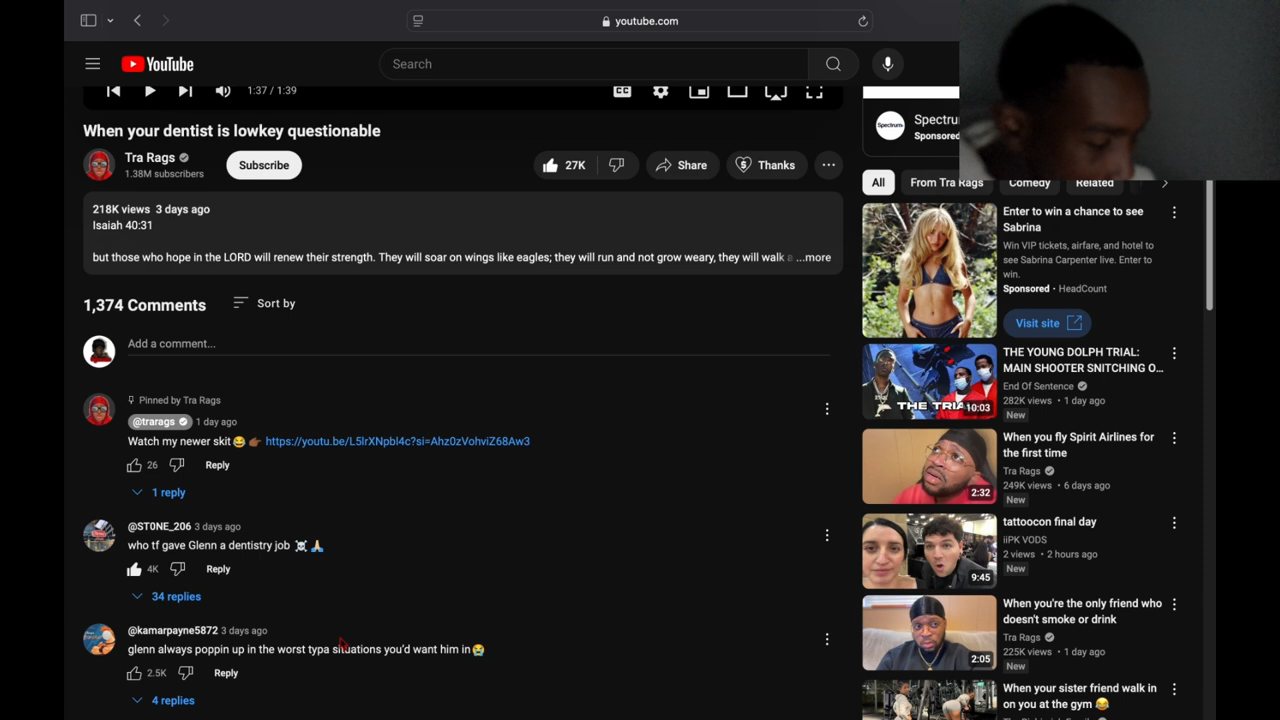 youtube.com
YouTube
Search
1:37 / 1:39
CC
When your dentist is lowkey questionable
Tra Rags
1.38M subscribers
Subscribe
27K
Share
Thanks
218K views 3 days ago
Isaiah 40:31
but those who hope in the LORD will renew their strength. They will soar on wings like eagles; they will run and not grow weary, they will walk a ...more
1,374 Comments
Sort by
Add a comment...
Pinned by Tra Rags
@trarags 1 day ago
Watch my newer skit😂 👉🏾 https://youtu.be/L5lrXNpbl4c?si=Ahz0zVohviZ68Aw3
26
Reply
1 reply
@ST0NE_206 3 days ago
who tf gave Glenn a dentistry job ☠️ 🙏🏼
4K
Reply
34 replies
@kamarpayne5872 3 days ago
glenn always poppin up in the worst typa situations you'd want him in😭
2.5K
Reply
4 replies
Spectrum
Spectrum
Sponsored
All
From Tra Rags
Comedy
Related
Enter to win a chance to see
Sabrina
Win VIP tickets, airfare, and hotel to
see Sabrina Carpenter live. Enter to
win.
Sponsored • HeadCount
Visit site
THE TRIA
10:03
THE YOUNG DOLPH TRIAL:
MAIN SHOOTER SNITCHING O...
End Of Sentence
282K views • 1 day ago
New
2:32
When you fly Spirit Airlines for
the first time
Tra Rags
249K views • 6 days ago
New
9:45
tattoocon final day
iiPK VODS
2 views • 2 hours ago
New
2:05
When you're the only friend who
doesn't smoke or drink
Tra Rags
225K views • 1 day ago
New
When your sister friend walk in
on you at the gym 😂